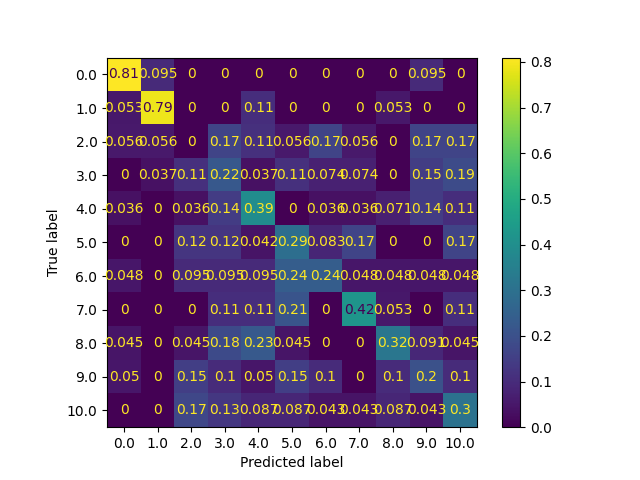 0.0 0.81 0.095 0 0 0 0 0 0 0 0.095 0
1.0 0.053 0.79 0 0 0.11 0 0 0 0.053 0 0
2.0 0.056 0.056 0 0.17 0.11 0.056 0.17 0.056 0 0.17 0.17
3.0 0 0.037 0.11 0.22 0.037 0.11 0.074 0.074 0 0.15 0.19
4.0 0.036 0 0.036 0.14 0.39 0 0.036 0.036 0.071 0.14 0.11
5.0 0 0 0.12 0.12 0.042 0.29 0.083 0.17 0 0 0.17
6.0 0.048 0 0.095 0.095 0.095 0.24 0.24 0.048 0.048 0.048 0.048
7.0 0 0 0 0.11 0.11 0.21 0 0.42 0.053 0 0.11
8.0 0.045 0 0.045 0.18 0.23 0.045 0 0 0.32 0.091 0.045
9.0 0.05 0 0.15 0.1 0.05 0.15 0.1 0 0.1 0.2 0.1
10.0 0 0 0.17 0.13 0.087 0.087 0.043 0.043 0.087 0.043 0.3
0.0 1.0 2.0 3.0 4.0 5.0 6.0 7.0 8.0 9.0 10.0
Predicted label
True label
0.8
0.7
0.6
0.5
0.4
0.3
0.2
0.1
0.0